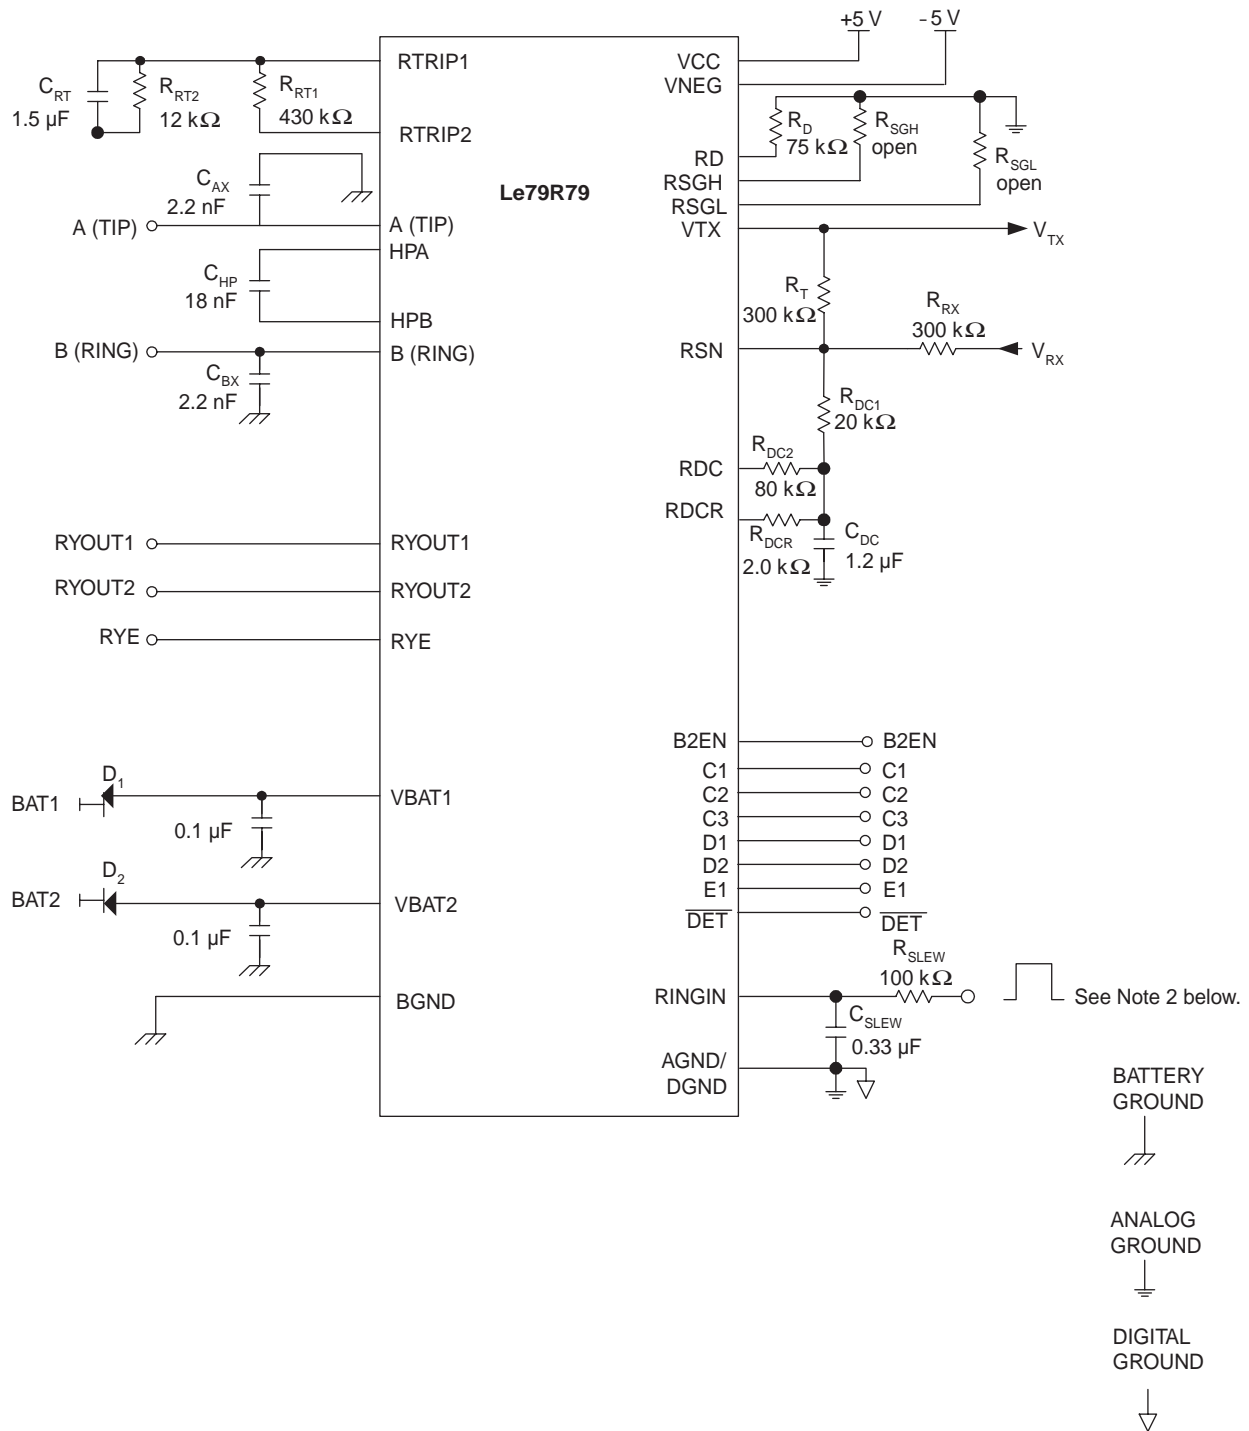 +5 V
- 5 V
RTRIP1
VCC
VNEG
C_RT
1.5 µF
R_RT2
12 kΩ
R_RT1
430 kΩ
RTRIP2
R_D
75 kΩ
R_SGH
open
R_SGL
open
RD
RSGH
RSGL
Le79R79
C_AX
2.2 nF
A (TIP)
A (TIP)
VTX
V_TX
HPA
C_HP
18 nF
HPB
R_T
300 kΩ
R_RX
300 kΩ
B (RING)
B (RING)
RSN
V_RX
C_BX
2.2 nF
R_DC1
20 kΩ
R_DC2
80 kΩ
RDC
RDCR
R_DCR
2.0 kΩ
C_DC
1.2 µF
RYOUT1
RYOUT1
RYOUT2
RYOUT2
RYE
RYE
B2EN
B2EN
C1
C1
C2
C2
C3
C3
D1
D1
D2
D2
E1
E1
DET
DET
BAT1
D_1
VBAT1
0.1 µF
BAT2
D_2
VBAT2
0.1 µF
BGND
RINGIN
R_SLEW
100 kΩ
See Note 2 below.
C_SLEW
0.33 µF
AGND/
DGND
BATTERY
GROUND
ANALOG
GROUND
DIGITAL
GROUND